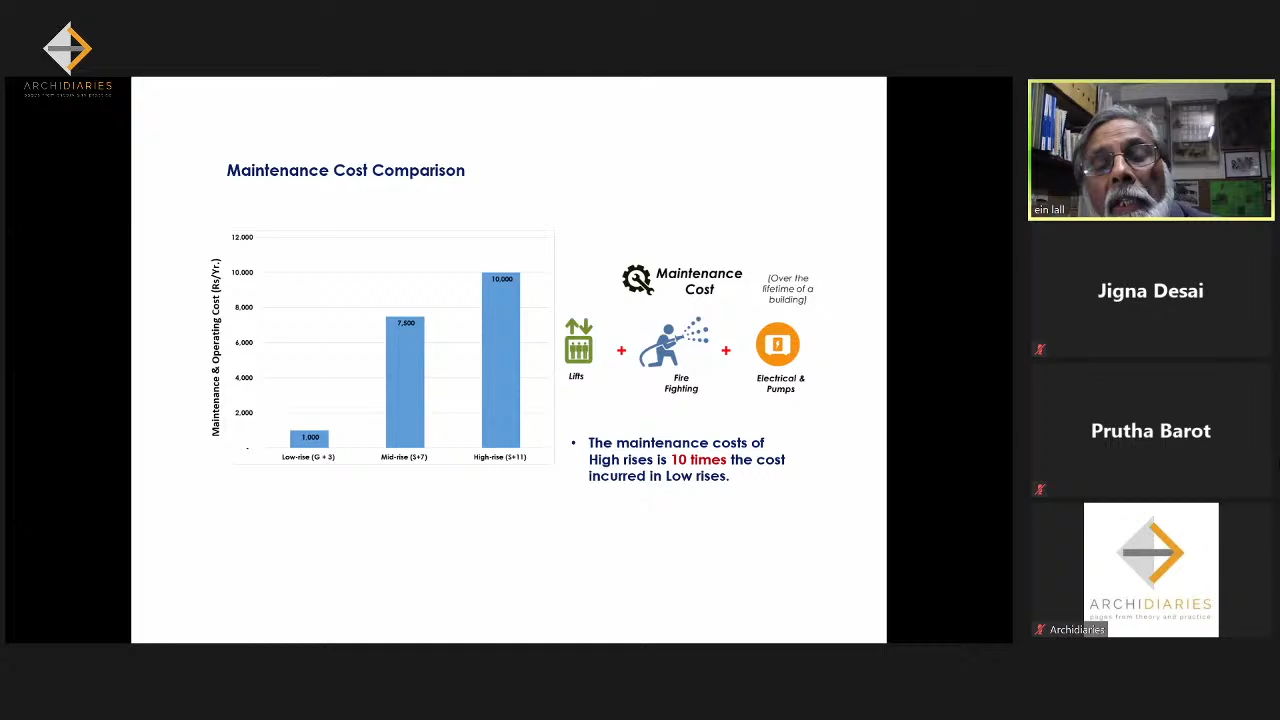 ARCHIDIARIES
Maintenance Cost Comparison
Maintenance & Operating Cost (Rs/Yr.)
12,000
10,000
8,000
6,000
4,000
2,000
-
1,000
7,500
10,000
Low-rise (G + 3)
Mid-rise (S+7)
High-rise (S+11)
Maintenance
Cost
(Over the
lifetime of a
building)
Lifts
+
Fire
Fighting
+
Electrical &
Pumps
• The maintenance costs of
High rises is 10 times the cost
incurred in Low rises.
ein lall
Jigna Desai
Prutha Barot
ARCHIDIARIES
pages from theory and practice
Archidiaries